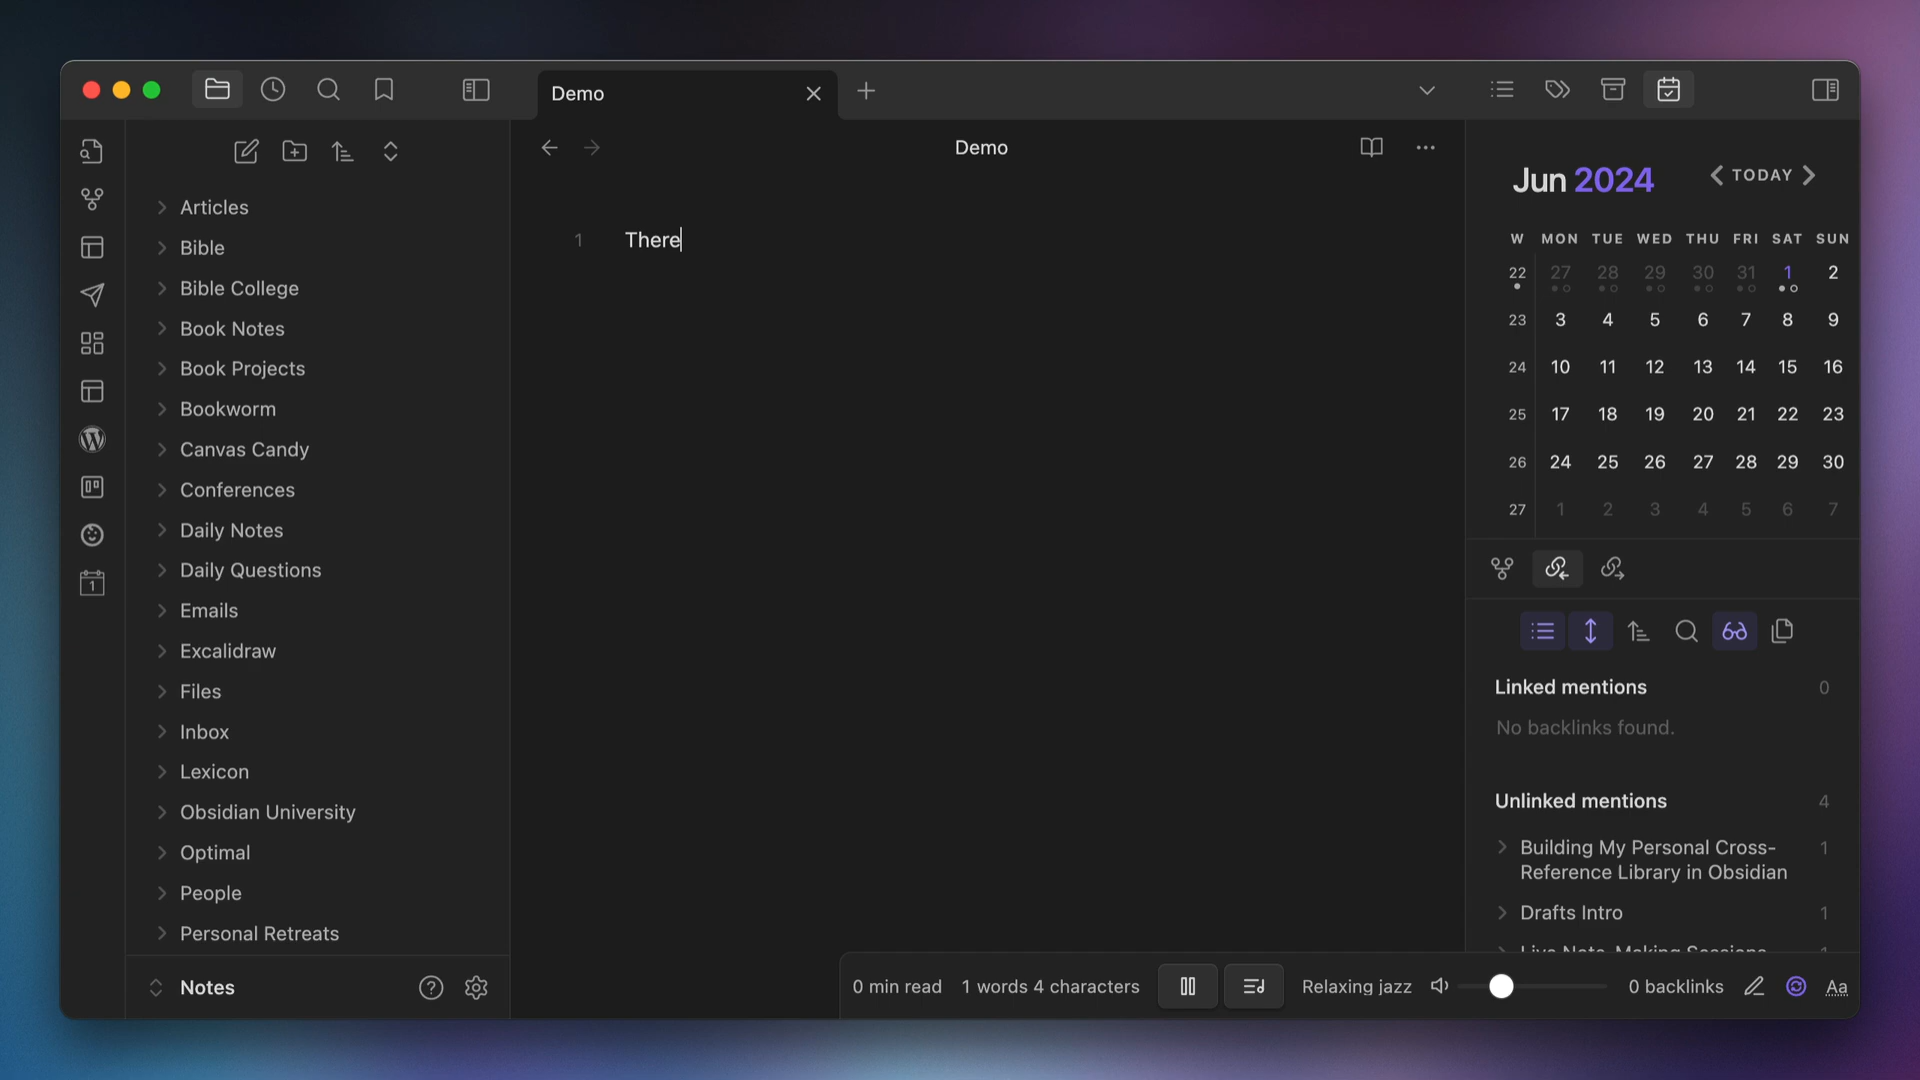 Demo
Demo
Articles
Bible
Bible College
Book Notes
Book Projects
Bookworm
Canvas Candy
Conferences
Daily Notes
Daily Questions
Emails
Excalidraw
Files
Inbox
Lexicon
Obsidian University
Optimal
People
Personal Retreats
Notes
1
1 There
Jun 2024 TODAY
W MON TUE WED THU FRI SAT SUN
22 27 28 29 30 31 1 2
23 3 4 5 6 7 8 9
24 10 11 12 13 14 15 16
25 17 18 19 20 21 22 23
26 24 25 26 27 28 29 30
27 1 2 3 4 5 6 7
Linked mentions 0
No backlinks found.
Unlinked mentions 4
Building My Personal Cross- 1
Reference Library in Obsidian
Drafts Intro 1
Live Note-Making Sessions 1
0 min read 1 words 4 characters Relaxing jazz 0 backlinks Aa